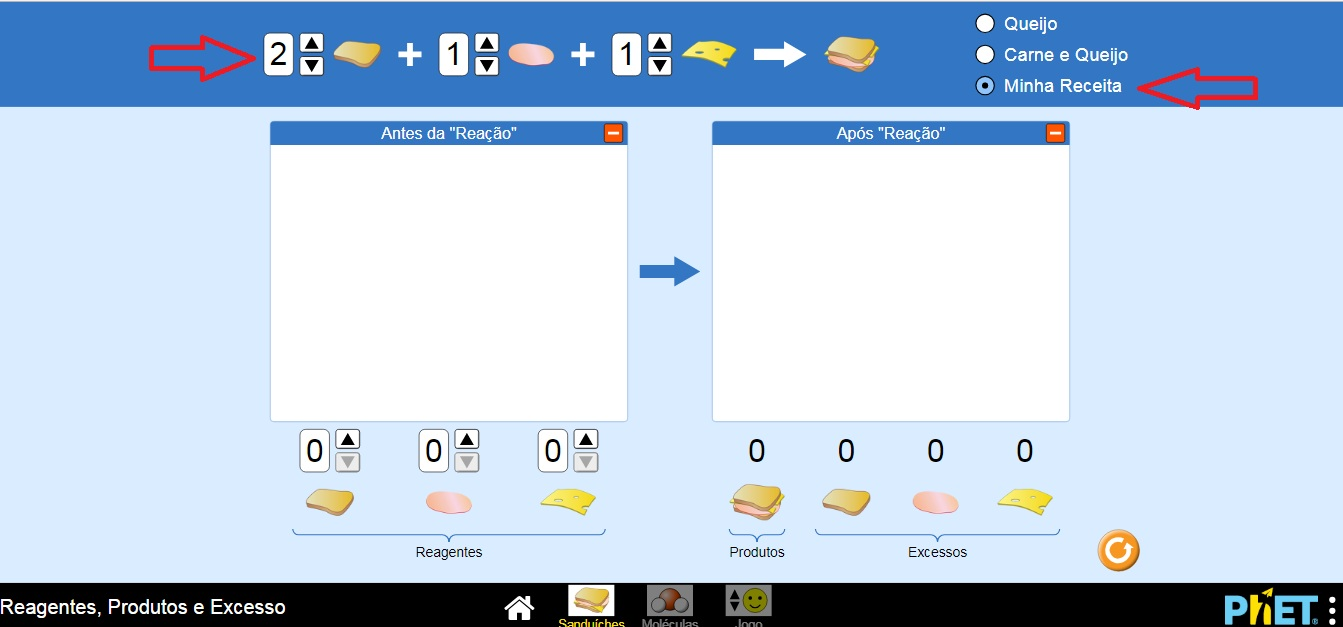 Queijo
2 + 1 + 1
Carne e Queijo
Minha Receita
Antes da "Reação"
Após "Reação"
0 0 0 0 0 0 0
Reagentes
Produtos
Excessos
Reagentes, Produtos e Excesso
Sanduíches
Moléculas
Jogo
PhET